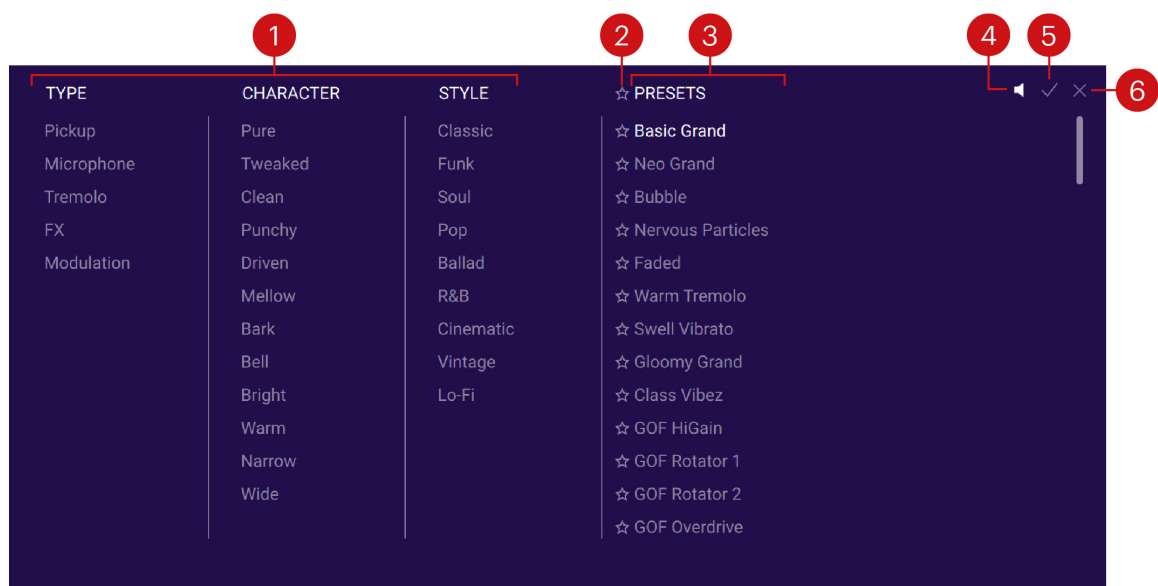 1 2 3 4 5 6
TYPE CHARACTER STYLE PRESETS
Pickup Pure Classic Basic Grand
Microphone Tweaked Funk Neo Grand
Tremolo Clean Soul Bubble
FX Punchy Pop Nervous Particles
Modulation Driven Ballad Faded
Mellow R&B Warm Tremolo
Bark Cinematic Swell Vibrato
Bell Vintage Gloomy Grand
Bright Lo-Fi Class Vibez
Warm GOF HiGain
Narrow GOF Rotator 1
Wide GOF Rotator 2
GOF Overdrive